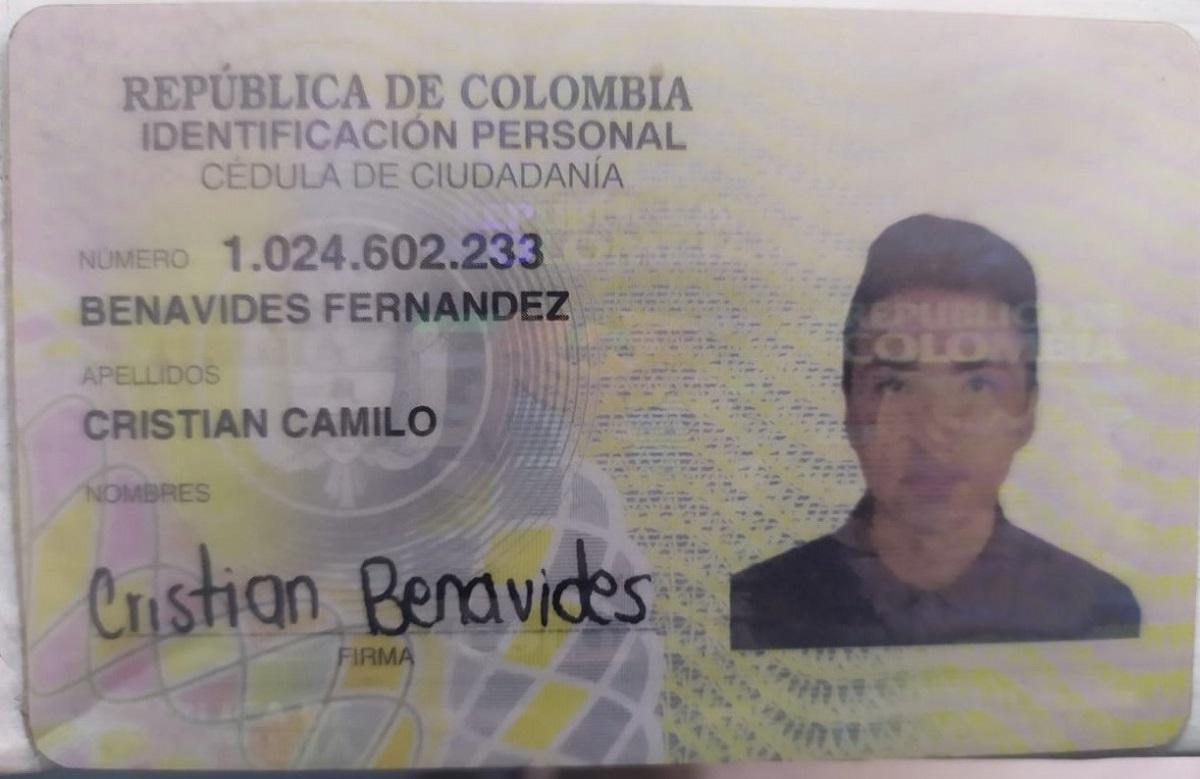 REPÚBLICA DE COLOMBIA
IDENTIFICACIÓN PERSONAL
CÉDULA DE CIUDADANÍA
NÚMERO 1.024.602.233
BENAVIDES FERNANDEZ
APELLIDOS
CRISTIAN CAMILO
NOMBRES
Cristian Benavides
FIRMA
REPUBLICA DE
COLOMBIA